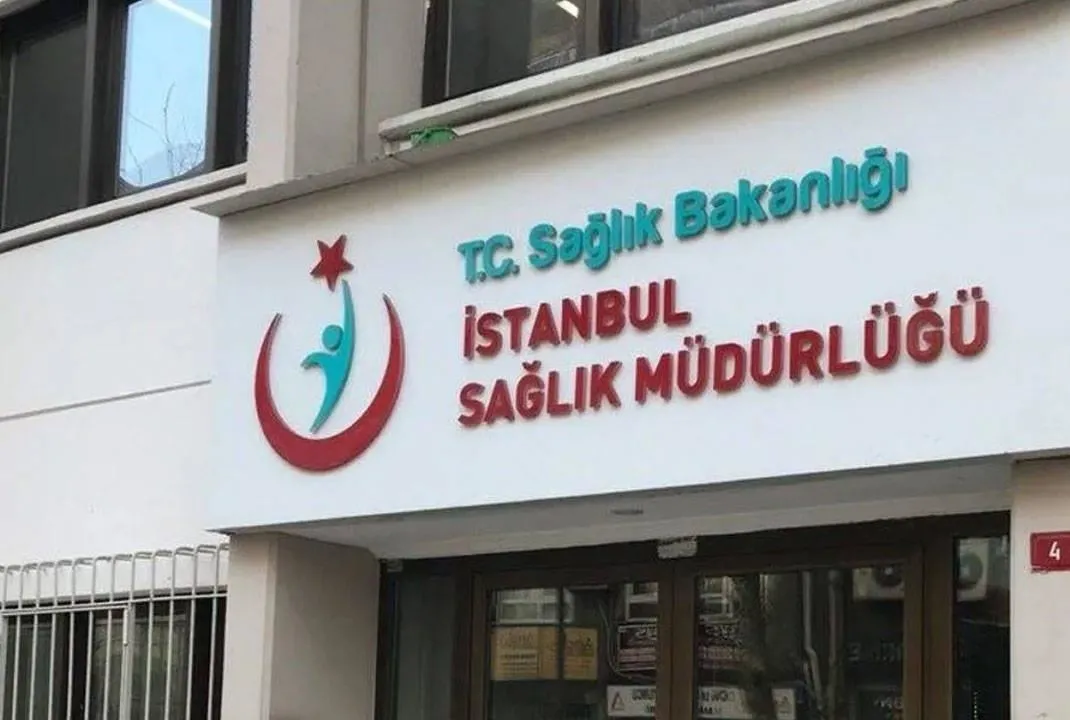 T.C. Sağlık Bakanlığı
İSTANBUL
SAĞLIK MÜDÜRLÜĞÜ
4